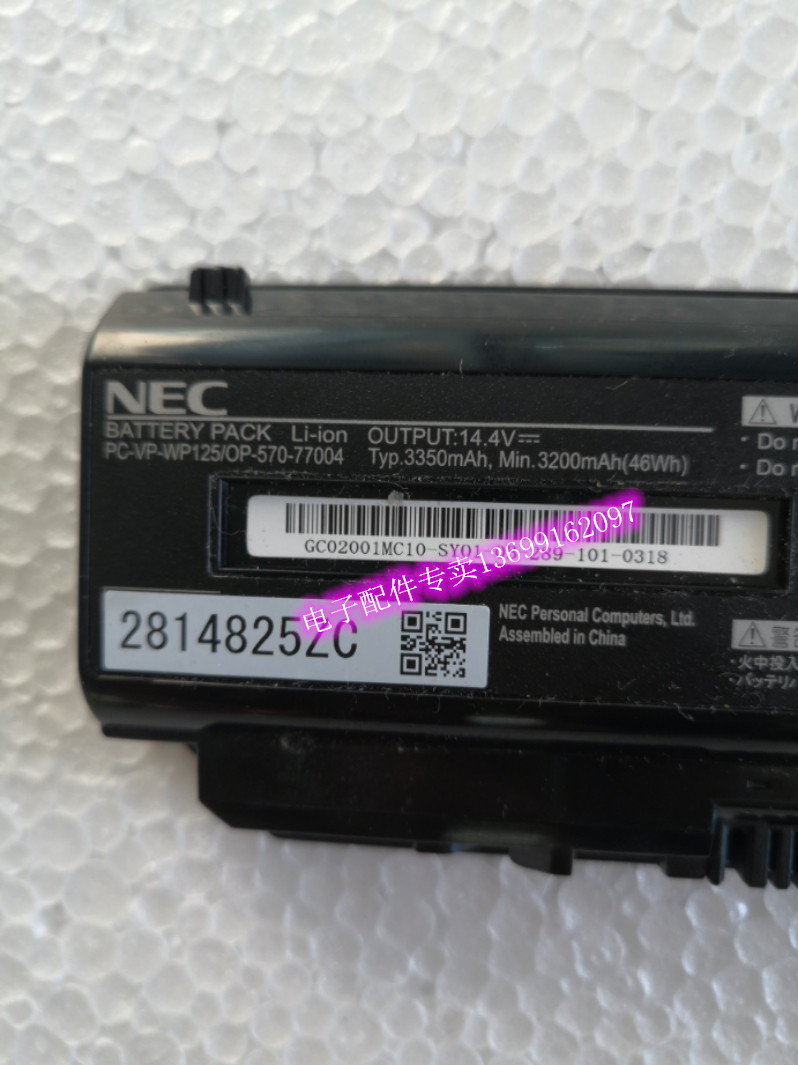 NEC
BATTERY PACK Li-ion OUTPUT:14.4V⎓
PC-VP-WP125/OP-570-77004 Typ.3350mAh, Min.3200mAh(46Wh)
Do
Do
GC02001MC10-SY01- 289-101-0318
电子配件专卖13699162097
2814825ZC
NEC Personal Computers, Ltd.
Assembled in China
・火中投入
・バッテリ